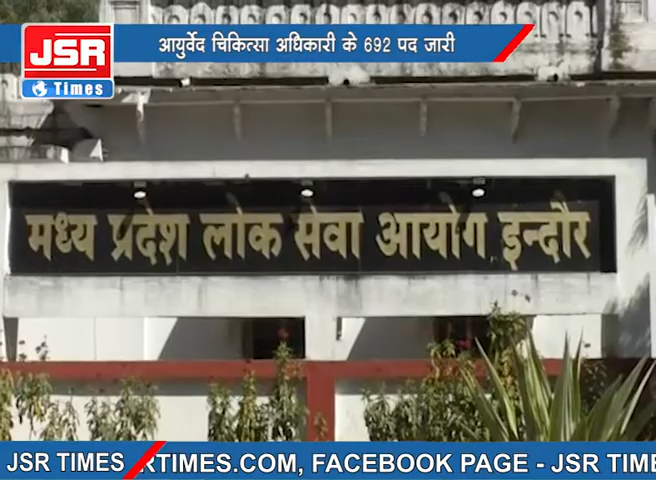 आयुर्वेद चिकित्सा अधिकारी के 692 पद जारी
JSR
Times
मध्य प्रदेश लोक सेवा आयोग इन्दौर
JSR TIMES RTIMES.COM, FACEBOOK PAGE - JSR TIME